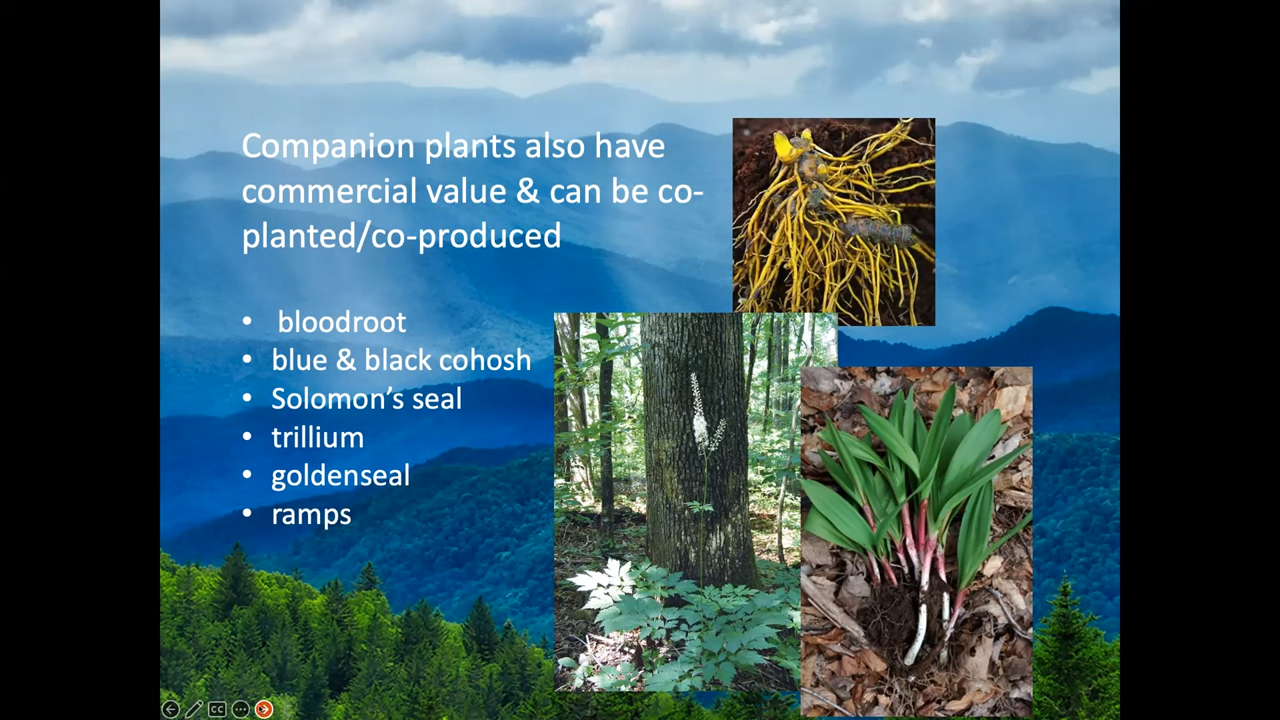 Companion plants also have
commercial value & can be co-
planted/co-produced
• bloodroot
• blue & black cohosh
• Solomon’s seal
• trillium
• goldenseal
• ramps
CC